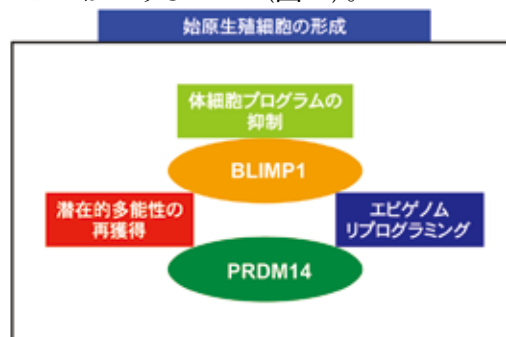 始原生殖細胞の形成
体細胞プログラムの
抑制
BLIMP1
潜在的多能性の
再獲得
エピゲノム
リプログラミング
PRDM14